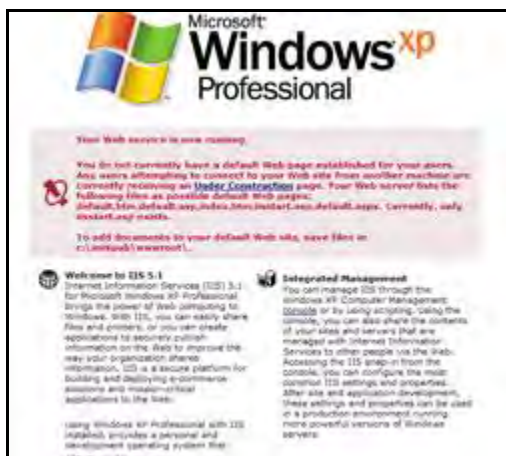 Microsoft
Windows xp
Professional
Your Web service is now running.
You do not currently have a default Web page established for your users.
Any users attempting to connect to your Web site from another machine are
currently receiving an Under Construction page. Your Web server lists the
following files as possible default Web pages:
default.htm,default.asp,index.htm,iisstart.asp,default.aspx. Currently, only
iisstart.asp exists.
To add documents to your default Web site, save files in
c:\inetpub\wwwroot\.
Welcome to IIS 5.1
Internet Information Services (IIS) 5.1
for Microsoft Windows XP Professional
brings the power of Web computing to
Windows. With IIS, you can easily share
files and printers, or you can create
applications to securely publish
information on the Web to improve the
way your organization shares
information. IIS is a secure platform for
building and deploying e-commerce
solutions and mission-critical
applications to the Web.
Using Windows XP Professional with IIS
installed, provides a personal and
development operating system that
Integrated Management
You can manage IIS through the
Windows XP Computer Management
console or by using scripting. Using the
console, you can also share the contents
of your sites and servers that are
managed with Internet Information
Services to other people via the Web.
Accessing the IIS snap-in from the
console, you can configure the most
common IIS settings and properties.
After site and application development,
these settings and properties can be used
in a production environment running
more powerful versions of Windows
servers.